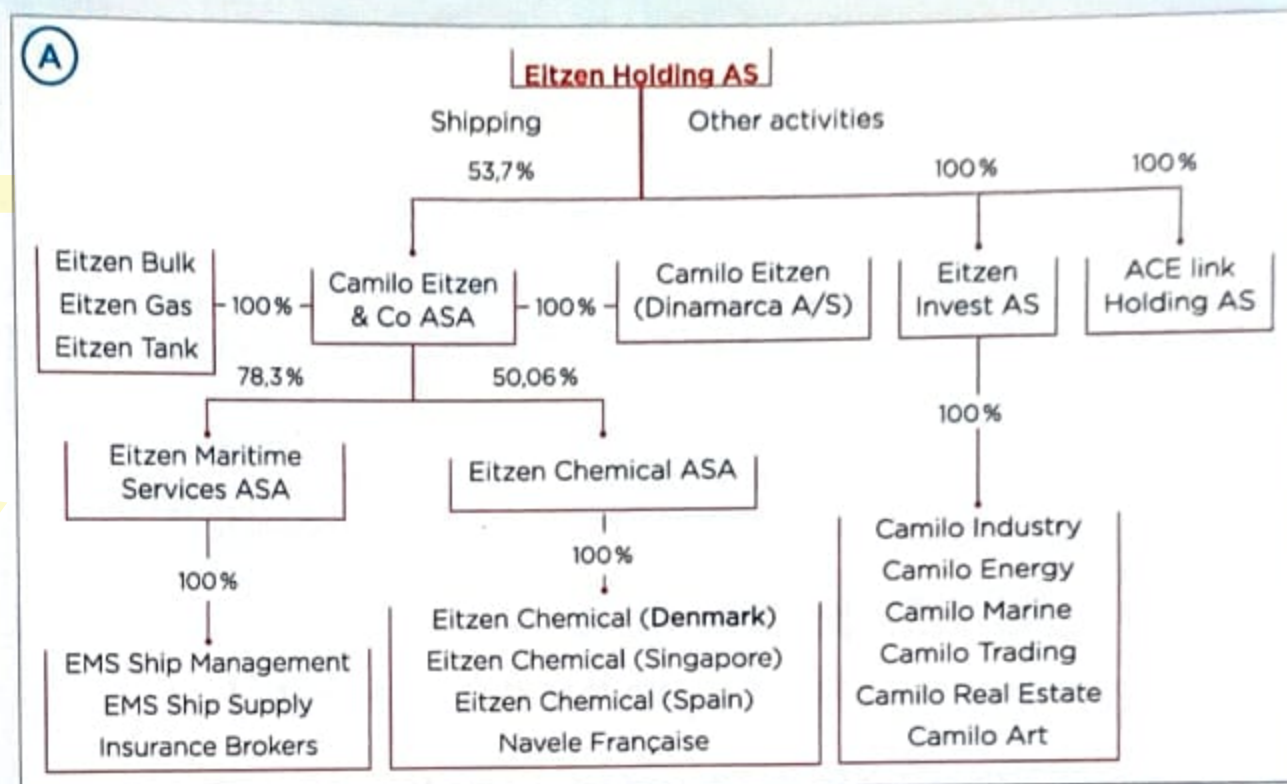 A
Eitzen Holding AS
Shipping
Other activities
53,7%
100%
100%
Eitzen Bulk
Eitzen Gas
Eitzen Tank
100%
Camilo Eitzen
& Co ASA
100%
Camilo Eitzen
(Dinamarca A/S)
Eitzen
Invest AS
ACE link
Holding AS
78,3%
50,06%
100%
Eitzen Maritime
Services ASA
Eitzen Chemical ASA
100%
100%
EMS Ship Management
EMS Ship Supply
Insurance Brokers
Eitzen Chemical (Denmark)
Eitzen Chemical (Singapore)
Eitzen Chemical (Spain)
Navele Française
Camilo Industry
Camilo Energy
Camilo Marine
Camilo Trading
Camilo Real Estate
Camilo Art